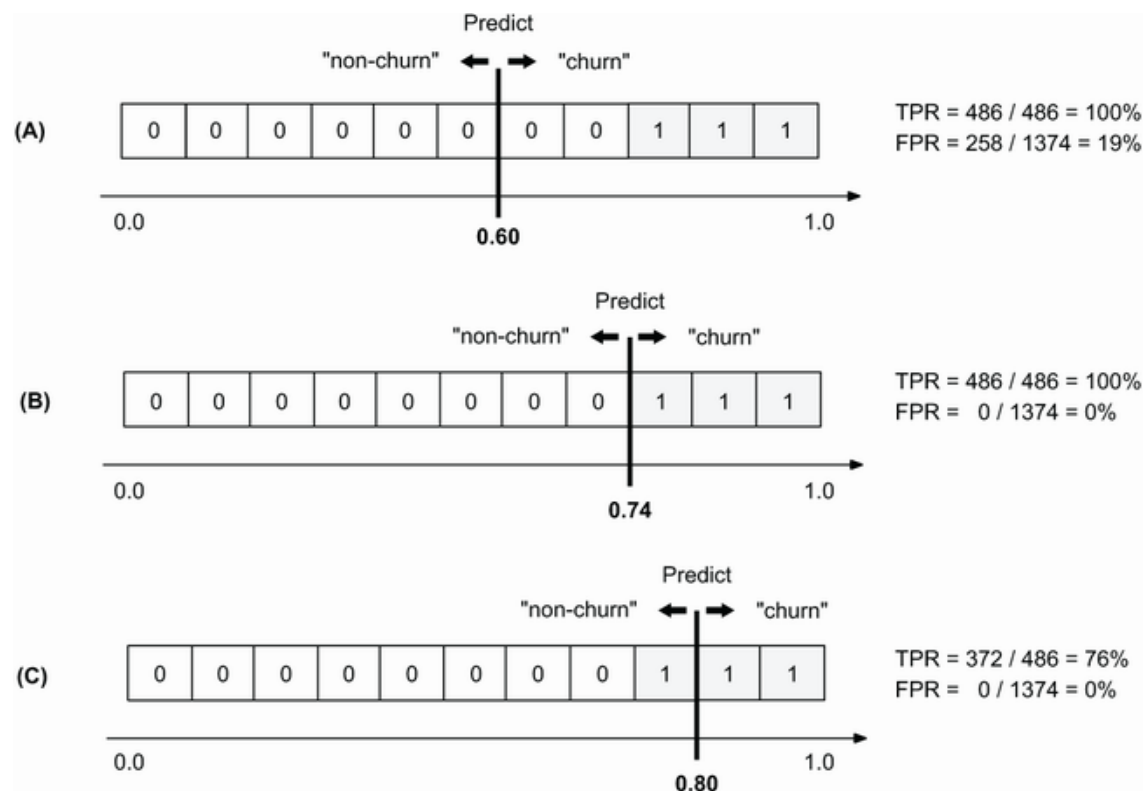 Predict
"non-churn" "churn"
(A) 0 0 0 0 0 0 0 0 1 1 1
TPR = 486 / 486 = 100%
FPR = 258 / 1374 = 19%
0.0 1.0
0.60
Predict
"non-churn" "churn"
(B) 0 0 0 0 0 0 0 0 1 1 1
TPR = 486 / 486 = 100%
FPR = 0 / 1374 = 0%
0.0 1.0
0.74
Predict
"non-churn" "churn"
(C) 0 0 0 0 0 0 0 0 1 1 1
TPR = 372 / 486 = 76%
FPR = 0 / 1374 = 0%
0.0 1.0
0.80